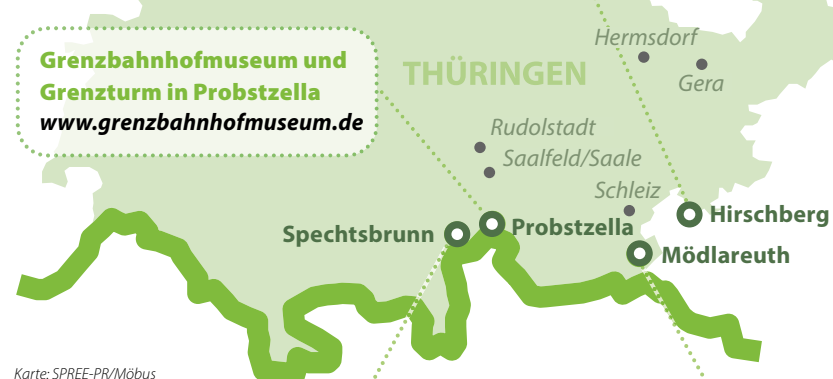 Grenzbahnhofmuseum und
Grenzturm in Probstzella
www.grenzbahnhofmuseum.de
THÜRINGEN
Hermsdorf
Gera
Rudolstadt
Saalfeld/Saale
Schleiz
Spechtsbrunn
Probstzella
Hirschberg
Mödlareuth
Karte: SPREE-PR/Möbus